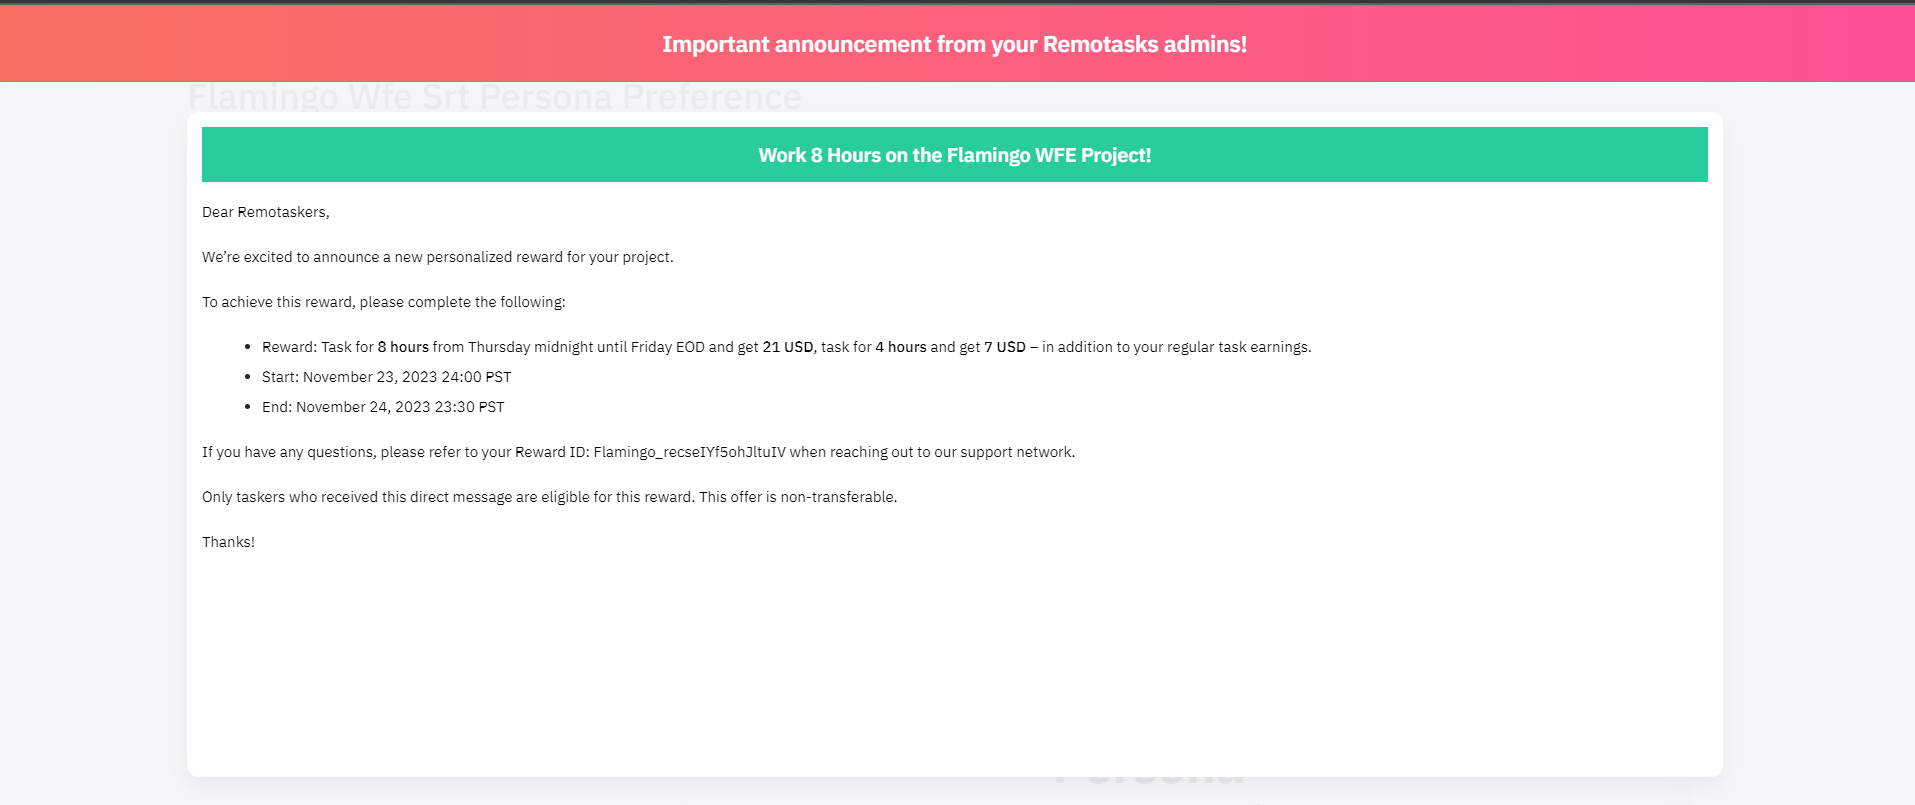 Important announcement from your Remotasks admins!
Flamingo Wfe Srt Persona Preference
Work 8 Hours on the Flamingo WFE Project!
Dear Remotaskers,
We’re excited to announce a new personalized reward for your project.
To achieve this reward, please complete the following:
• Reward: Task for 8 hours from Thursday midnight until Friday EOD and get 21 USD, task for 4 hours and get 7 USD – in addition to your regular task earnings.
• Start: November 23, 2023 24:00 PST
• End: November 24, 2023 23:30 PST
If you have any questions, please refer to your Reward ID: Flamingo_recseIYf5ohJltuIV when reaching out to our support network.
Only taskers who received this direct message are eligible for this reward. This offer is non-transferable.
Thanks!
Persona